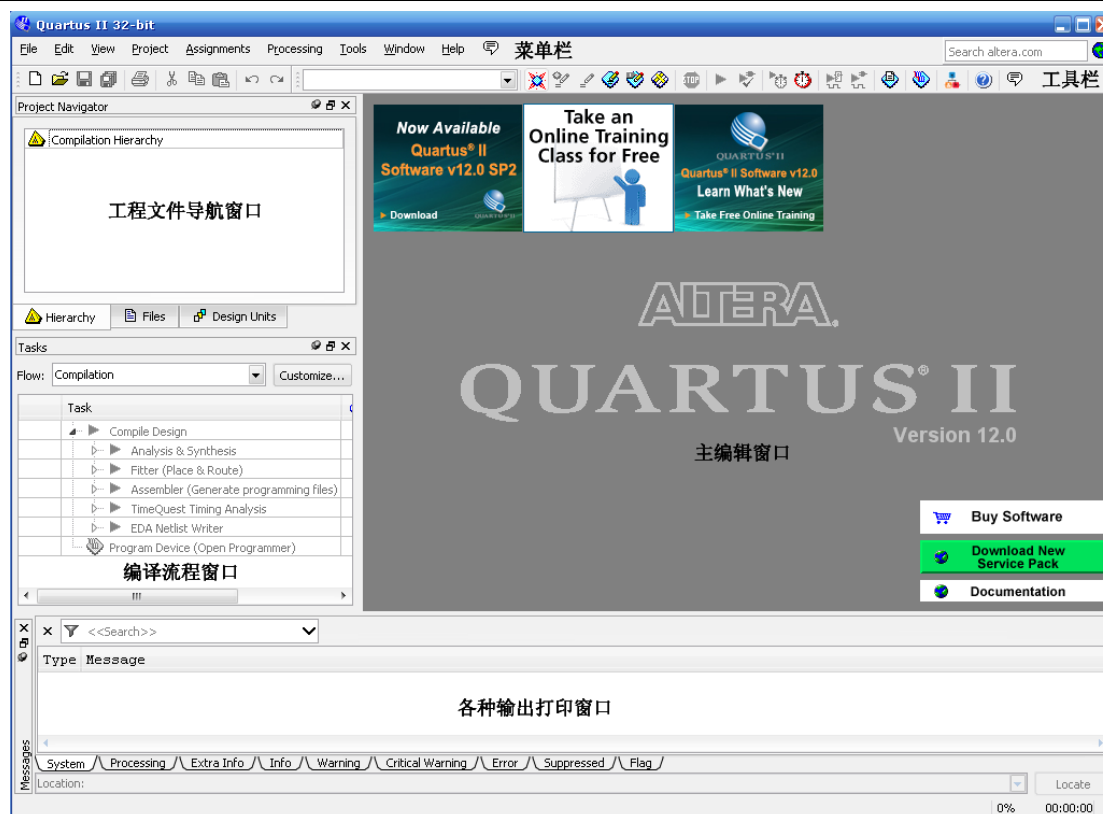 Quartus II 32-bit
File Edit View Project Assignments Processing Tools Window Help 菜单栏 Search altera.com
STOP 工具栏
Project Navigator
Compilation Hierarchy
工程文件导航窗口
Hierarchy Files Design Units
Now Available
Quartus® II
Software v12.0 SP2
Download
QUARTUS II
Take an
Online Training
Class for Free
QUARTUS II
Quartus® II Software v12.0
Learn What's New
Take Free Online Training
Tasks
Flow: Compilation Customize...
Task
Compile Design
Analysis & Synthesis
Fitter (Place & Route)
Assembler (Generate programming files)
TimeQuest Timing Analysis
EDA Netlist Writer
Program Device (Open Programmer)
编译流程窗口
ALTERA®
QUARTUS® II
Version 12.0
主编辑窗口
Buy Software
Download New
Service Pack
Documentation
<<Search>>
Type Message
各种输出打印窗口
Messages
System Processing Extra Info Info Warning Critical Warning Error Suppressed Flag
Location: Locate
0% 00:00:00